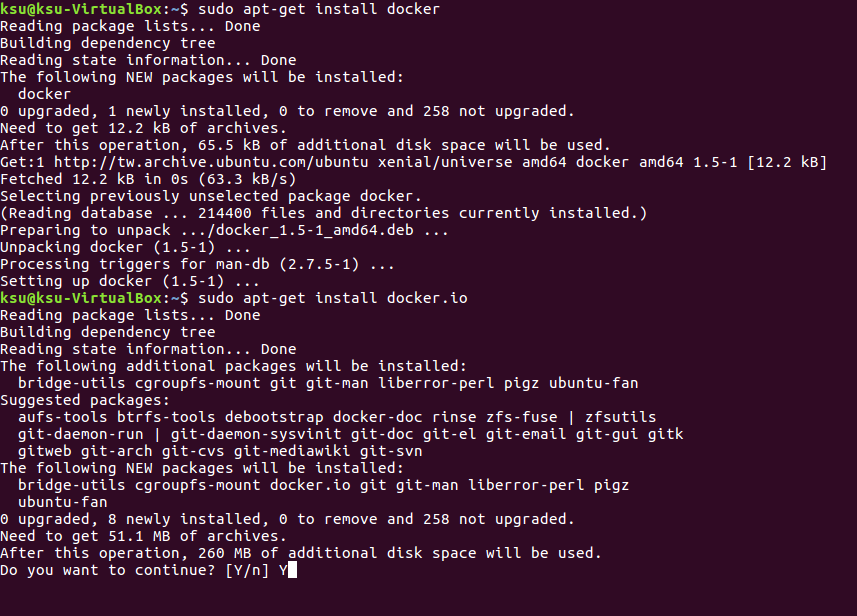 ksu@ksu-VirtualBox:~$ sudo apt-get install docker
Reading package lists... Done
Building dependency tree
Reading state information... Done
The following NEW packages will be installed:
  docker
0 upgraded, 1 newly installed, 0 to remove and 258 not upgraded.
Need to get 12.2 kB of archives.
After this operation, 65.5 kB of additional disk space will be used.
Get:1 http://tw.archive.ubuntu.com/ubuntu xenial/universe amd64 docker amd64 1.5-1 [12.2 kB]
Fetched 12.2 kB in 0s (63.3 kB/s)
Selecting previously unselected package docker.
(Reading database ... 214400 files and directories currently installed.)
Preparing to unpack .../docker_1.5-1_amd64.deb ...
Unpacking docker (1.5-1) ...
Processing triggers for man-db (2.7.5-1) ...
Setting up docker (1.5-1) ...
ksu@ksu-VirtualBox:~$ sudo apt-get install docker.io
Reading package lists... Done
Building dependency tree
Reading state information... Done
The following additional packages will be installed:
  bridge-utils cgroupfs-mount git git-man liberror-perl pigz ubuntu-fan
Suggested packages:
  aufs-tools btrfs-tools debootstrap docker-doc rinse zfs-fuse | zfsutils
  git-daemon-run | git-daemon-sysvinit git-doc git-el git-email git-gui gitk
  gitweb git-arch git-cvs git-mediawiki git-svn
The following NEW packages will be installed:
  bridge-utils cgroupfs-mount docker.io git git-man liberror-perl pigz
  ubuntu-fan
0 upgraded, 8 newly installed, 0 to remove and 258 not upgraded.
Need to get 51.1 MB of archives.
After this operation, 260 MB of additional disk space will be used.
Do you want to continue? [Y/n] Y